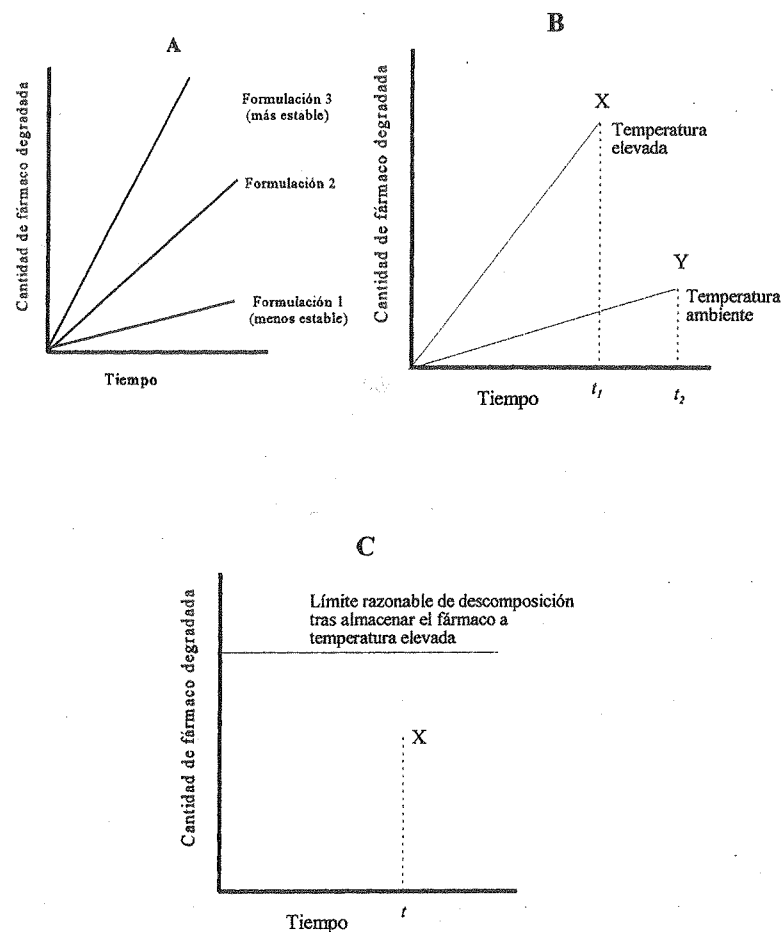 A
Cantidad de fármaco degradada
Formulación 3
(más estable)
Formulación 2
Formulación 1
(menos estable)
Tiempo
B
Cantidad de fármaco degradada
X
Temperatura
elevada
Y
Temperatura
ambiente
Tiempo
t1
t2
C
Cantidad de fármaco degradada
Límite razonable de descomposición
tras almacenar el fármaco a
temperatura elevada
X
Tiempo
t